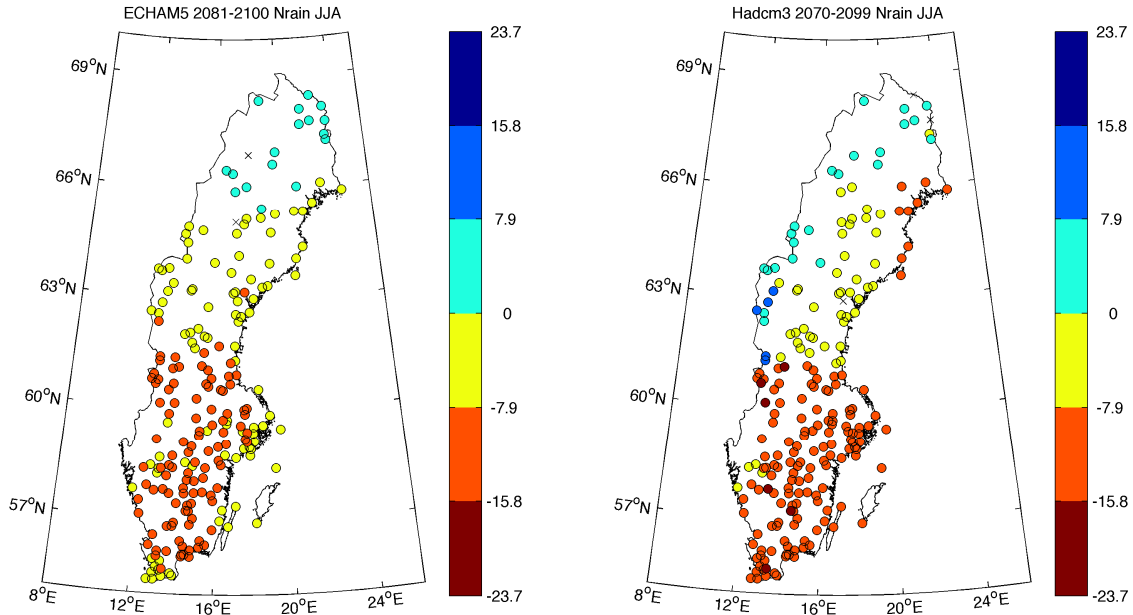 ECHAM5 2081-2100 Nrain JJA
69°N
66°N
63°N
60°N
57°N
8°E
12°E
16°E
20°E
24°E
23.7
15.8
7.9
0
-7.9
-15.8
-23.7
Hadcm3 2070-2099 Nrain JJA
69°N
66°N
63°N
60°N
57°N
8°E
12°E
16°E
20°E
24°E
23.7
15.8
7.9
0
-7.9
-15.8
-23.7